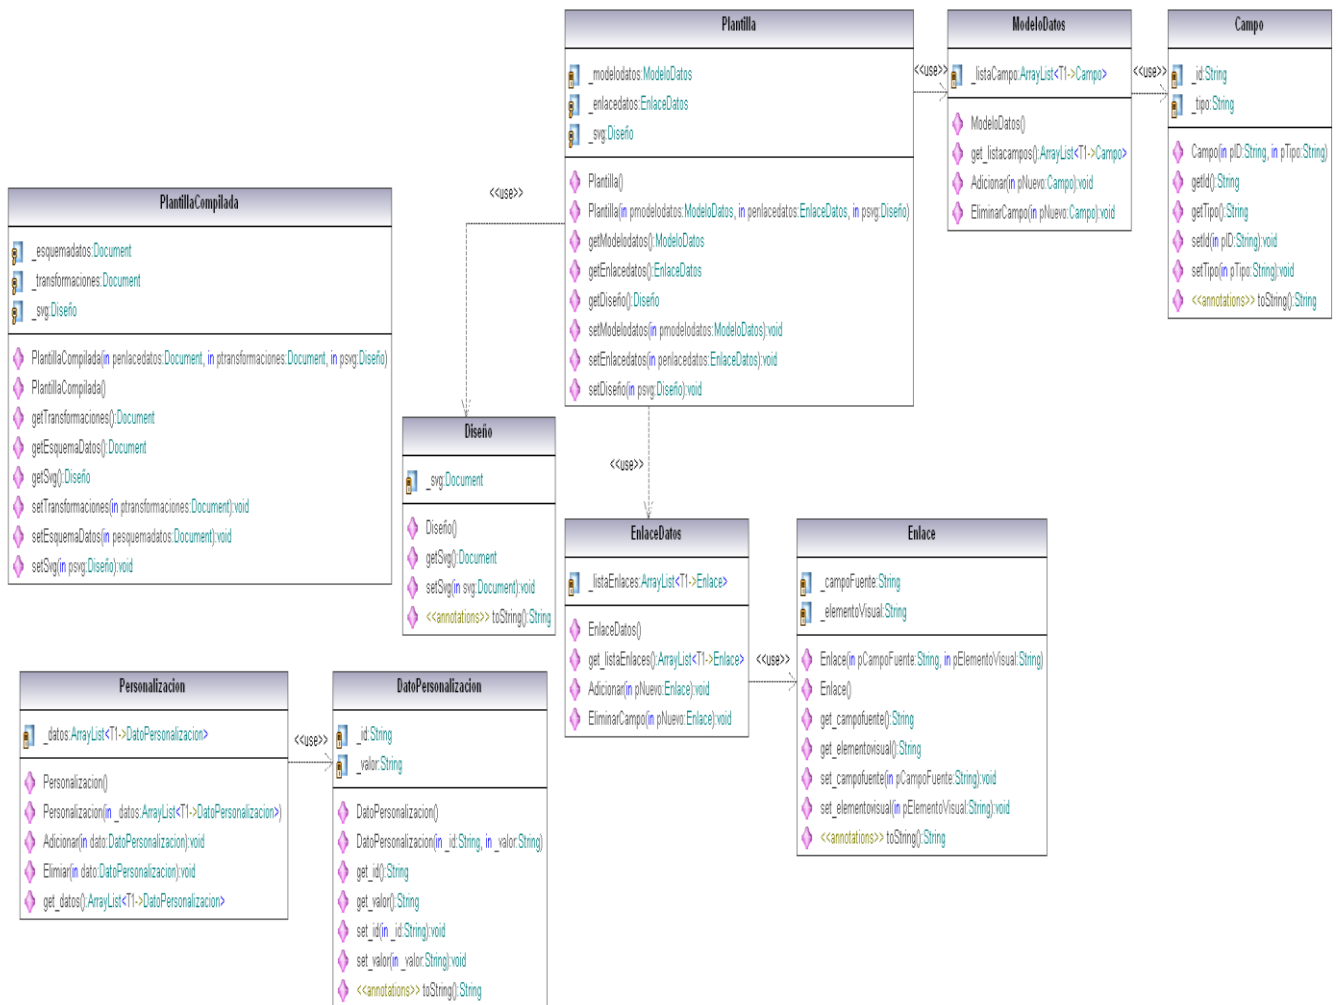 Plantilla
_modelodatos:ModeloDatos
_enlacedatos:EnlaceDatos
_svg:Diseño
Plantilla()
Plantilla(in pmodelodatos:ModeloDatos, in penlacedatos:EnlaceDatos, in psvg:Diseño)
getModelodatos():ModeloDatos
getEnlacedatos():EnlaceDatos
getDiseño():Diseño
setModelodatos(in pmodelodatos:ModeloDatos):void
setEnlacedatos(in penlacedatos:EnlaceDatos):void
setDiseño(in psvg:Diseño):void
<<use>>
ModeloDatos
_listaCampo:ArrayList<T1->Campo>
ModeloDatos()
get_listacampos():ArrayList<T1->Campo>
Adicionar(in pNuevo:Campo):void
EliminarCampo(in pNuevo:Campo):void
<<use>>
Campo
_id:String
_tipo:String
Campo(in pID:String, in pTipo:String)
getId():String
getTipo():String
setId(in pID:String):void
setTipo(in pTipo:String):void
<<annotations>> toString():String
<<use>>
PlantillaCompilada
_esquemadatos:Document
_transformaciones:Document
_svg:Diseño
PlantillaCompilada(in penlacedatos:Document, in ptransformaciones:Document, in psvg:Diseño)
PlantillaCompilada()
getTransformaciones():Document
getEsquemaDatos():Document
getSvg():Diseño
setTransformaciones(in ptransformaciones:Document):void
setEsquemaDatos(in pesquemadatos:Document):void
setSvg(in psvg:Diseño):void
Diseño
_svg:Document
Diseño()
getSvg():Document
setSvg(in svg:Document):void
<<annotations>> toString():String
<<use>>
EnlaceDatos
_listaEnlaces:ArrayList<T1->Enlace>
EnlaceDatos()
get_listaEnlaces():ArrayList<T1->Enlace>
Adicionar(in pNuevo:Enlace):void
EliminarCampo(in pNuevo:Enlace):void
<<use>>
Enlace
_campoFuente:String
_elementoVisual:String
Enlace(in pCampoFuente:String, in pElementoVisual:String)
Enlace()
get_campofuente():String
get_elementovisual():String
set_campofuente(in pCampoFuente:String):void
set_elementovisual(in pElementoVisual:String):void
<<annotations>> toString():String
Personalizacion
_datos:ArrayList<T1->DatoPersonalizacion>
Personalizacion()
Personalizacion(in _datos:ArrayList<T1->DatoPersonalizacion>)
Adicionar(in dato:DatoPersonalizacion):void
Elimiar(in dato:DatoPersonalizacion):void
get_datos():ArrayList<T1->DatoPersonalizacion>
<<use>>
DatoPersonalizacion
_id:String
_valor:String
DatoPersonalizacion()
DatoPersonalizacion(in _id:String, in _valor:String)
get_id():String
get_valor():String
set_id(in _id:String):void
set_valor(in _valor:String):void
<<annotations>> toString():String